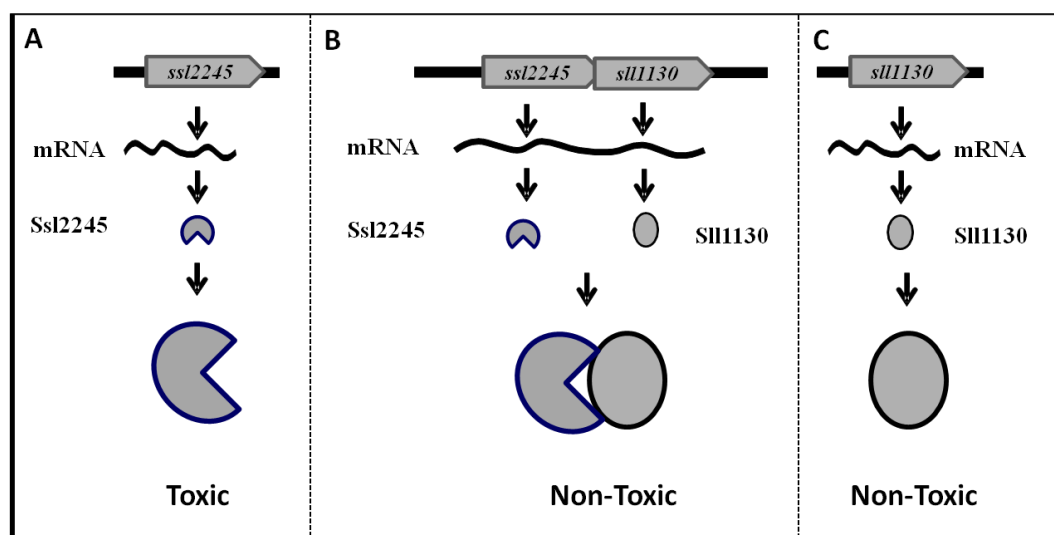 A
ssl2245
mRNA
Ssl2245
Toxic
B
ssl2245 sll1130
mRNA
Ssl2245
Sll1130
Non-Toxic
C
sll1130
mRNA
Sll1130
Non-Toxic